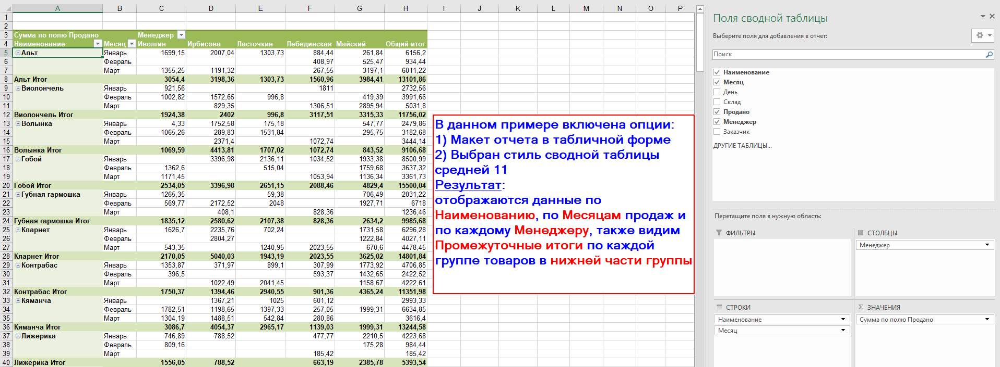 A B C D E F G H I J K L M N O P
1
2
3 Сумма по полю Продано Менеджер
4 Наименование Месяц Иволгин Ирбисова Ласточкин Лебединская Майский Общий итог
5 Альт Январь 1699,15 2007,04 1303,73 884,44 261,84 6156,2
6 Февраль 408,97 525,47 934,44
7 Март 1355,25 1191,32 267,55 3197,1 6011,22
8 Альт Итог 3054,4 3198,36 1303,73 1560,96 3984,41 13101,86
9 Виолончель Январь 921,56 1811 2732,56
10 Февраль 1002,82 1572,65 996,8 419,39 3991,66
11 Март 829,35 1306,51 2895,94 5031,8
12 Виолончель Итог 1924,38 2402 996,8 3117,51 3315,33 11756,02
13 Волынка Январь 4,33 1752,58 175,18 547,77 2479,86
14 Февраль 1065,26 289,83 1531,84 295,75 3182,68
15 Март 2371,4 1072,74 3444,14
16 Волынка Итог 1069,59 4413,81 1707,02 1072,74 843,52 9106,68
17 Гобой Январь 3396,98 2136,11 1034,52 1933,38 8500,99
18 Февраль 1362,6 515,04 1759,68 3637,32
19 Март 1171,45 1053,94 1136,34 3361,73
20 Гобой Итог 2534,05 3396,98 2651,15 2088,46 4829,4 15500,04
21 Губная гармошка Январь 1265,35 59,38 706,49 2031,22
22 Февраль 569,77 2172,52 2048 1927,71 6718
23 Март 408,1 828,36 1236,46
24 Губная гармошка Итог 1835,12 2580,62 2107,38 828,36 2634,2 9985,68
25 Кларнет Январь 1626,7 2235,76 702,24 1731,58 6296,28
26 Февраль 2804,27 1222,84 4027,11
27 Март 543,35 1240,95 2023,55 670,6 4478,45
28 Кларнет Итог 2170,05 5040,03 1943,19 2023,55 3625,02 14801,84
29 Контрабас Январь 1353,87 371,97 899,1 307,99 1773,92 4706,85
30 Февраль 396,5 593,37 1432,65 2422,52
31 Март 1022,49 2041,45 1158,67 4222,61
32 Контрабас Итог 1750,37 1394,46 2940,55 901,36 4365,24 11351,98
33 Кяманча Январь 1367,21 1025 601,12 2993,33
34 Февраль 1782,51 1198,65 1397,33 257,05 1999,31 6634,85
35 Март 1304,19 1488,51 542,84 280,86 3616,4
36 Кяманча Итог 3086,7 4054,37 2965,17 1139,03 1999,31 13244,58
37 Лижерика Январь 746,89 788,52 477,77 2210,5 4223,68
38 Февраль 809,16 175,28 984,44
39 Март 185,42 185,42
40 Лижерика Итог 1556,05 788,52 663,19 2385,78 5393,54
В данном примере включена опции:
1) Макет отчета в табличной форме
2) Выбран стиль сводной таблицы
средней 11
Результат:
отображаются данные по
Наименованию, по Месяцам продаж и
по каждому Менеджеру, также видим
Промежуточные итоги по каждой
группе товаров в нижней части группы
Поля сводной таблицы
Выберите поля для добавления в отчет:
Поиск
Наименование
Месяц
День
Склад
Продано
Менеджер
Заказчик
ДРУГИЕ ТАБЛИЦЫ...
Перетащите поля в нужную область:
ФИЛЬТРЫ
СТОЛБЦЫ
Менеджер
СТРОКИ
Наименование
Месяц
Σ ЗНАЧЕНИЯ
Сумма по полю Продано